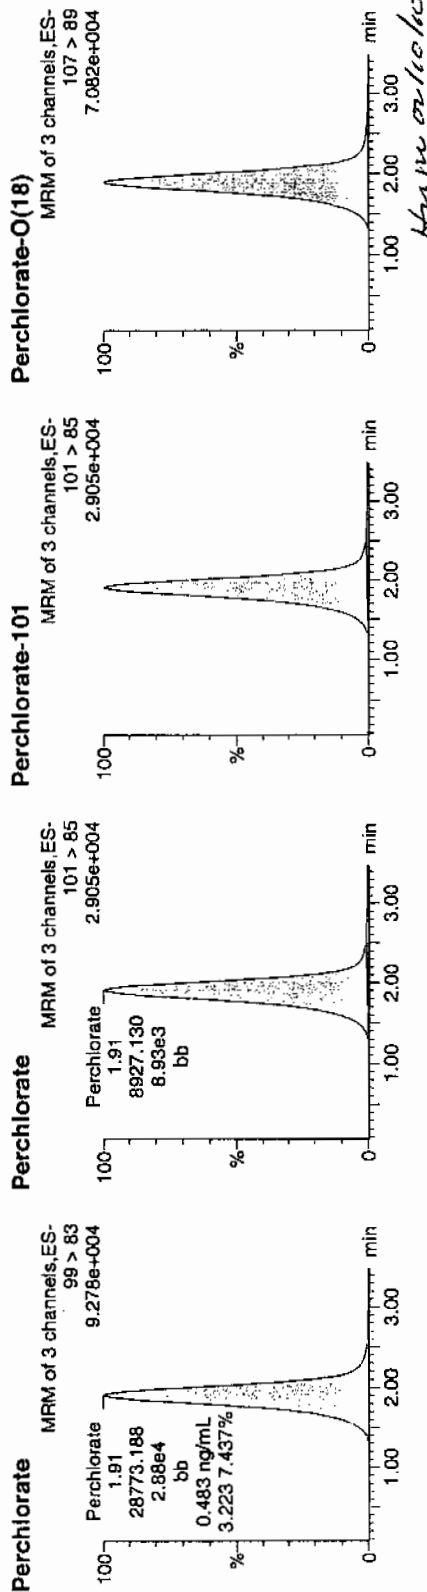 Perchlorate
MRM of 3 channels,ES-
99 > 83
9.278e+004
100
Perchlorate
1.91
28773.188
2.88e4
bb
0.483 ng/mL
3.223 7.437%
%
0
1.00
2.00
3.00
min
Perchlorate
MRM of 3 channels,ES-
101 > 85
2.905e+004
100
Perchlorate
1.91
8927.130
8.93e3
bb
%
0
1.00
2.00
3.00
min
Perchlorate-101
MRM of 3 channels,ES-
101 > 85
2.905e+004
100
%
0
1.00
2.00
3.00
min
Perchlorate-O(18)
MRM of 3 channels,ES-
107 > 89
7.082e+004
100
%
0
1.00
2.00
3.00
min